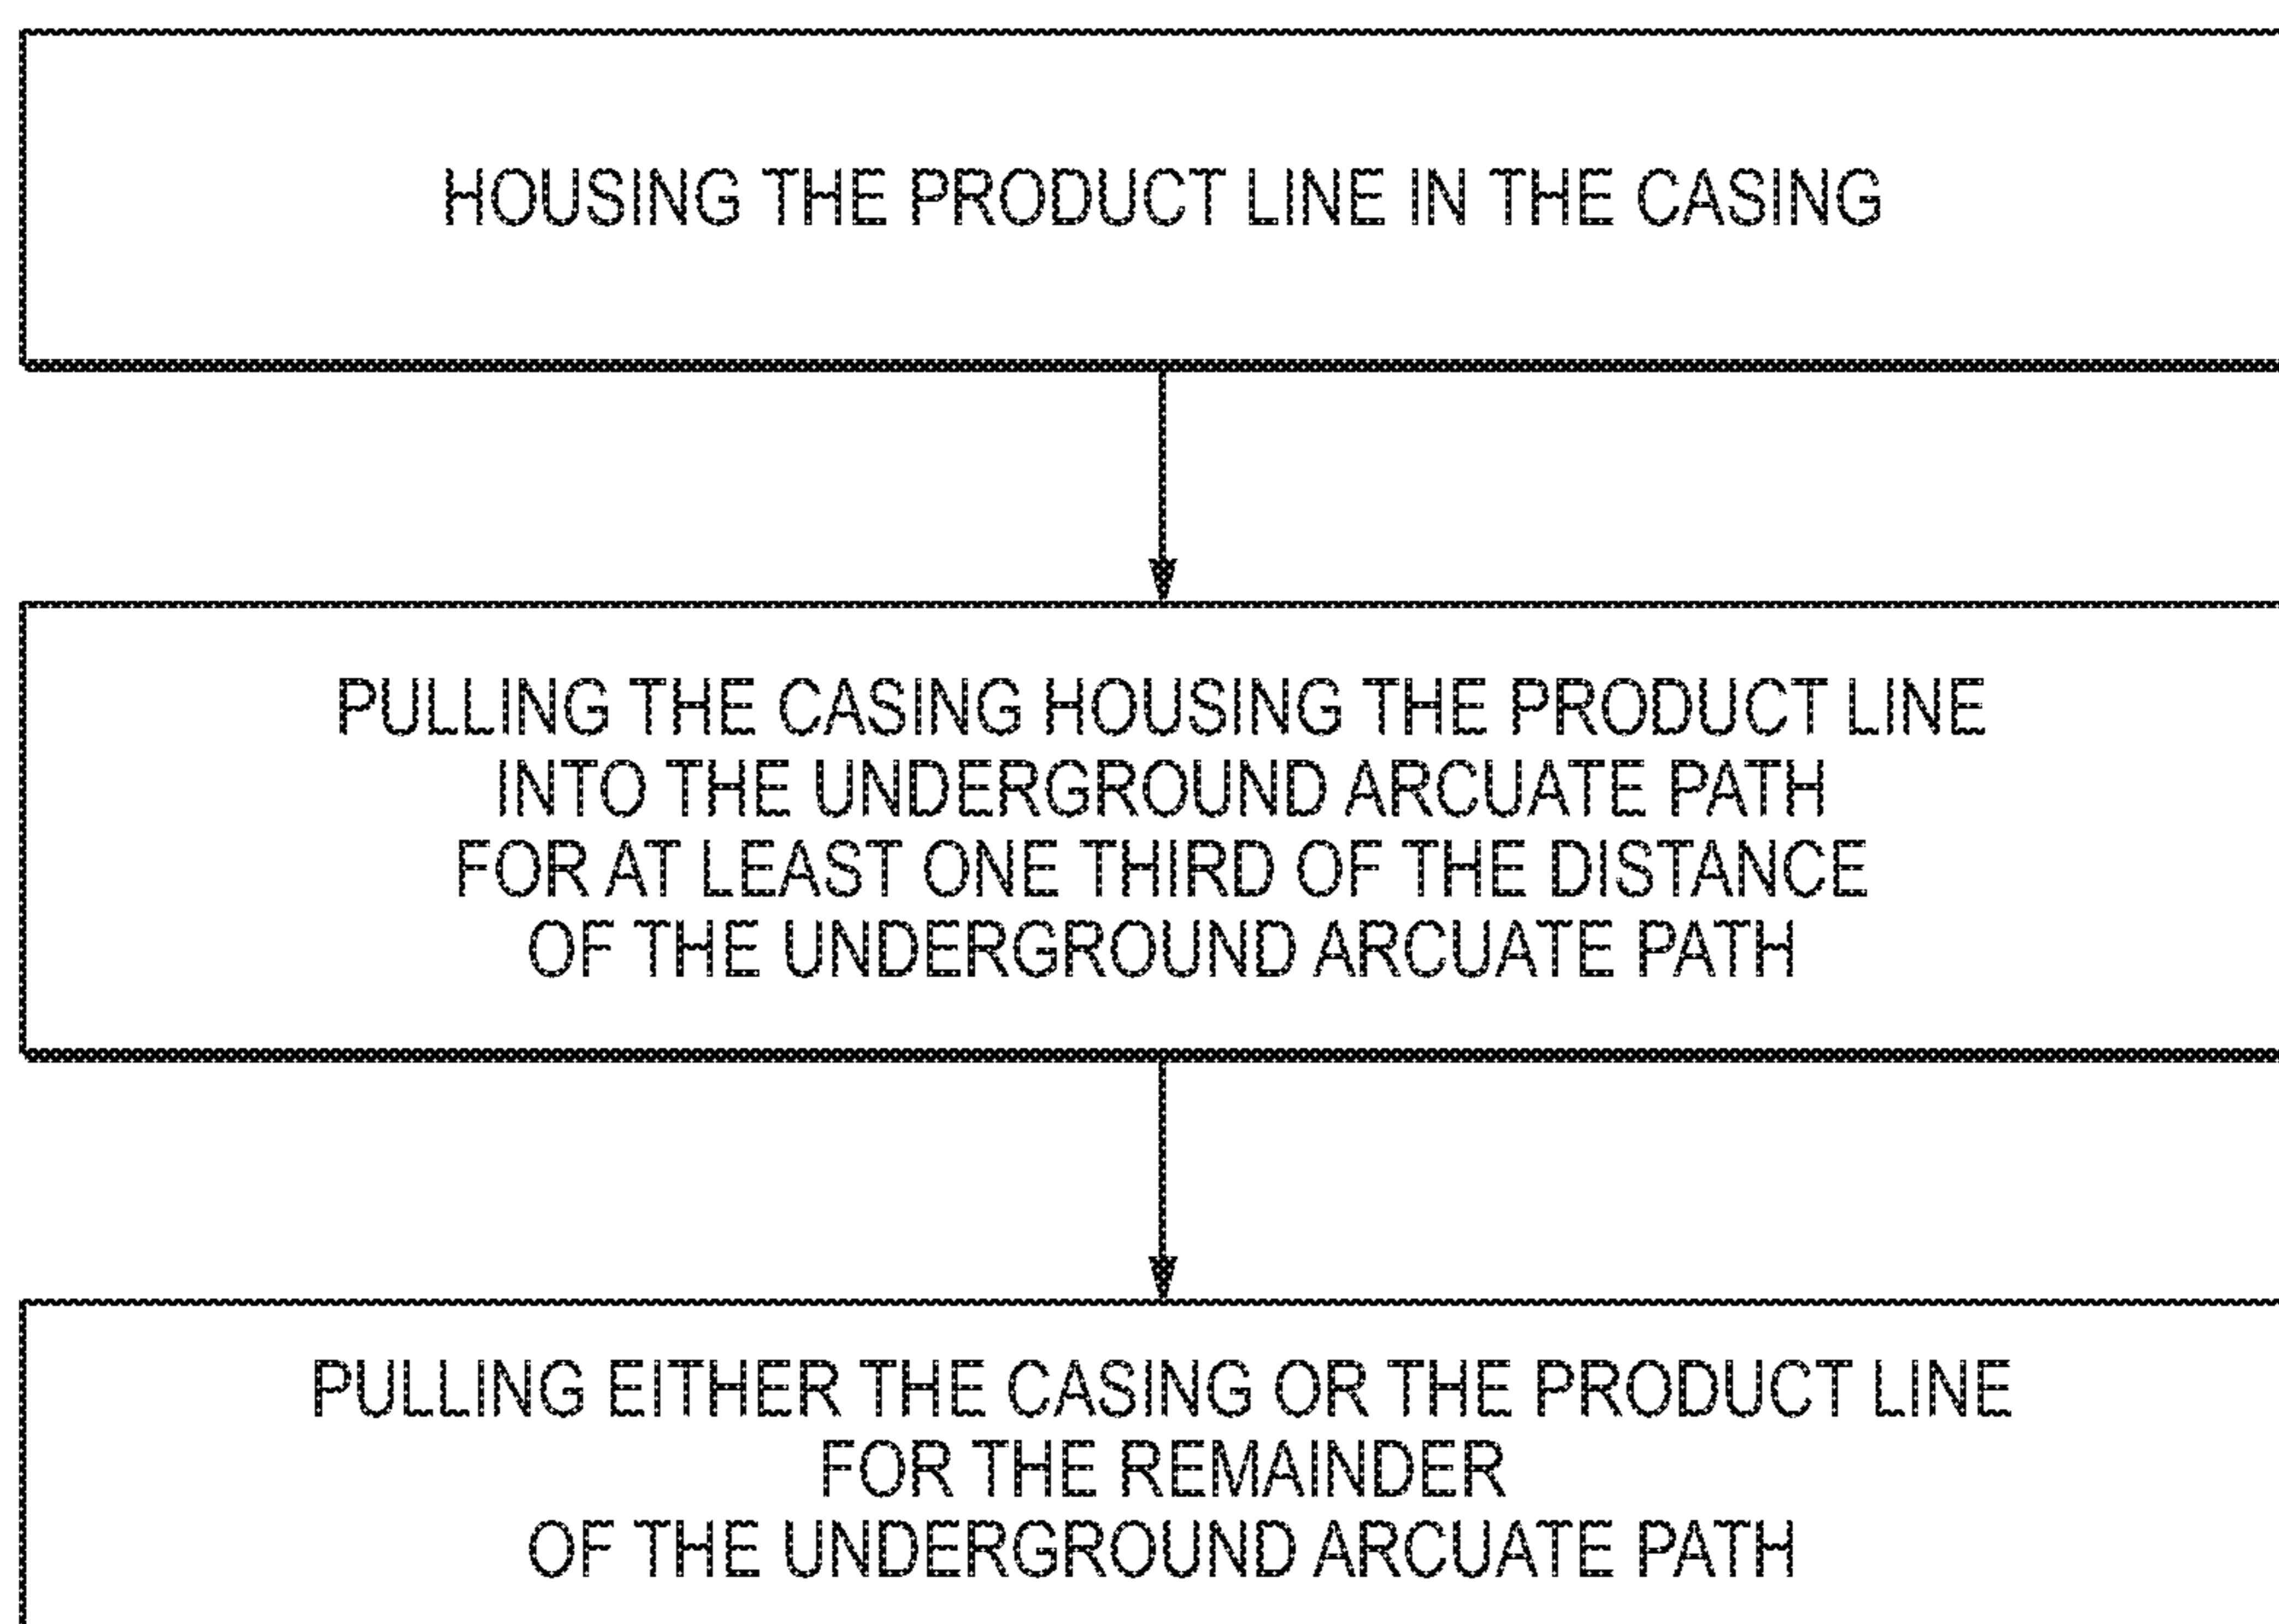 HOUSING THE PRODUCT LINE IN THE CASING
PULLING THE CASING HOUSING THE PRODUCT LINE
INTO THE UNDERGROUND ARCUATE PATH
FOR AT LEAST ONE THIRD OF THE DISTANCE
OF THE UNDERGROUND ARCUATE PATH
PULLING EITHER THE CASING OR THE PRODUCT LINE
FOR THE REMAINDER
OF THE UNDERGROUND ARCUATE PATH